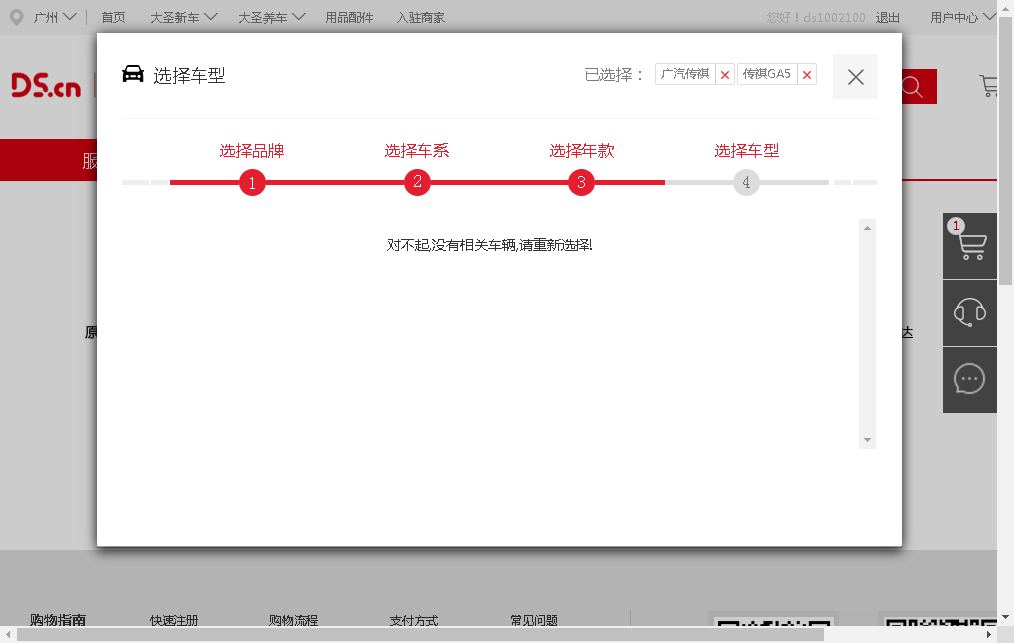 广州 首页 大圣新车 大圣养车 用品配件 入驻商家 您好！ds1002100 退出 用户中心
选择车型 已选择： 广汽传祺 传祺GA5
DS.cn
选择品牌 选择车系 选择年款 选择车型
服
1 2 3 4
1
对不起,没有相关车辆,请重新选择!
原 达
购物指南 快速注册 购物流程 支付方式 常见问题